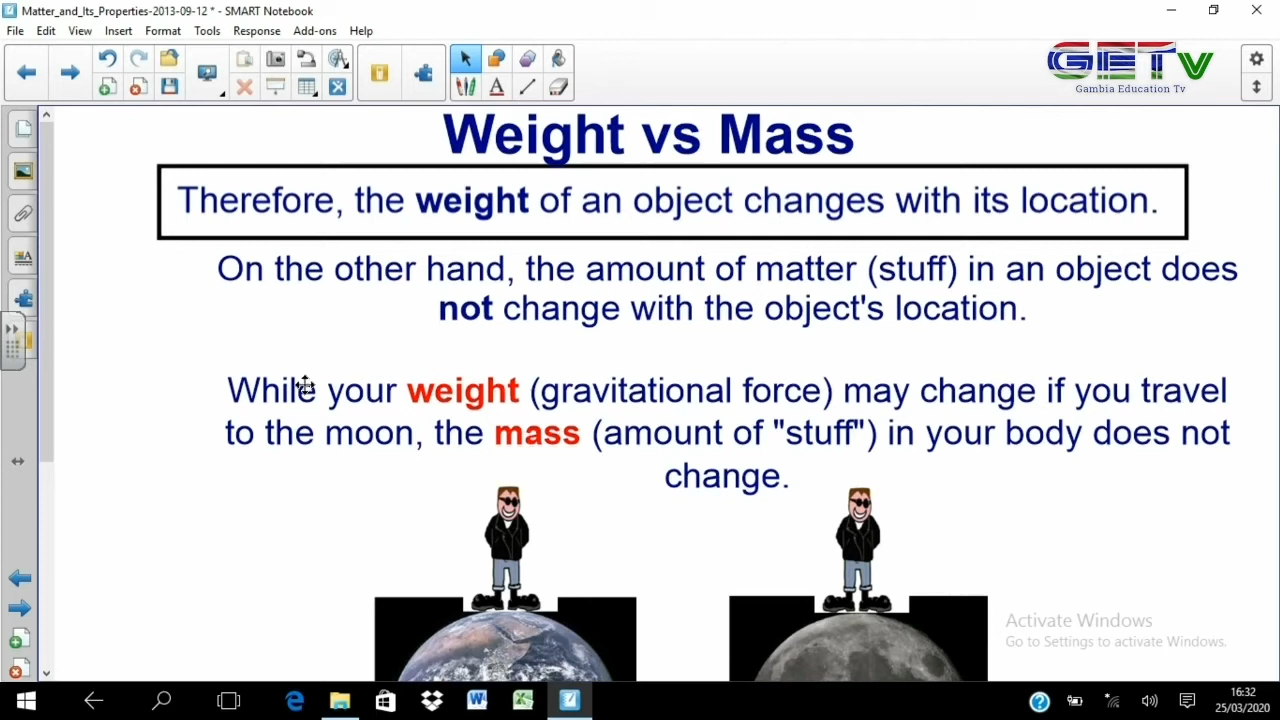 Matter_and_Its_Properties-2013-09-12 * - SMART Notebook
File Edit View Insert Format Tools Response Add-ons Help
GETV
Gambia Education Tv
Weight vs Mass
Therefore, the weight of an object changes with its location.
On the other hand, the amount of matter (stuff) in an object does
not change with the object's location.
While your weight (gravitational force) may change if you travel
to the moon, the mass (amount of "stuff") in your body does not
change.
Activate Windows
Go to Settings to activate Windows.
16:32
25/03/2020